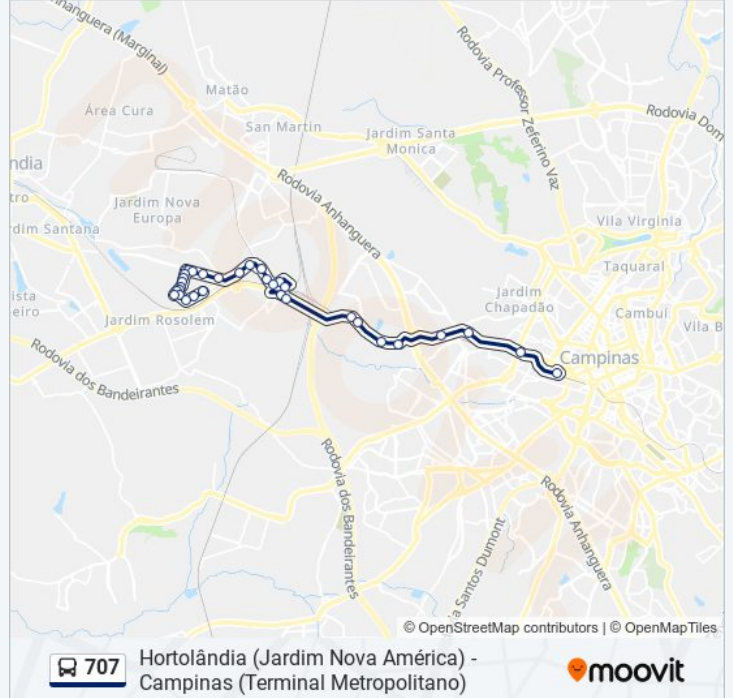 nhanguera (Marginal)
Rodovia Professor Zeferino Vaz
Matão
Área Cura
San Martin
Jardim Santa
Monica
Rodovia Dom
ndia
Rodovia Anhanguera
tro
Jardim Nova
Europa
Vila Virginia
rdim Santana
Taquaral
ista
eiro
Jardim
Chapadão
Cambuí
Jardim Rosolem
Vila B
Campinas
Rodovia dos Bandeirantes
Rodovia dos Bandeirantes
Rodovia Anhanguera
a Santos Dumont
© OpenStreetMap contributors | © OpenMapTiles
707
Hortolândia (Jardim Nova América) -
Campinas (Terminal Metropolitano)
moovit